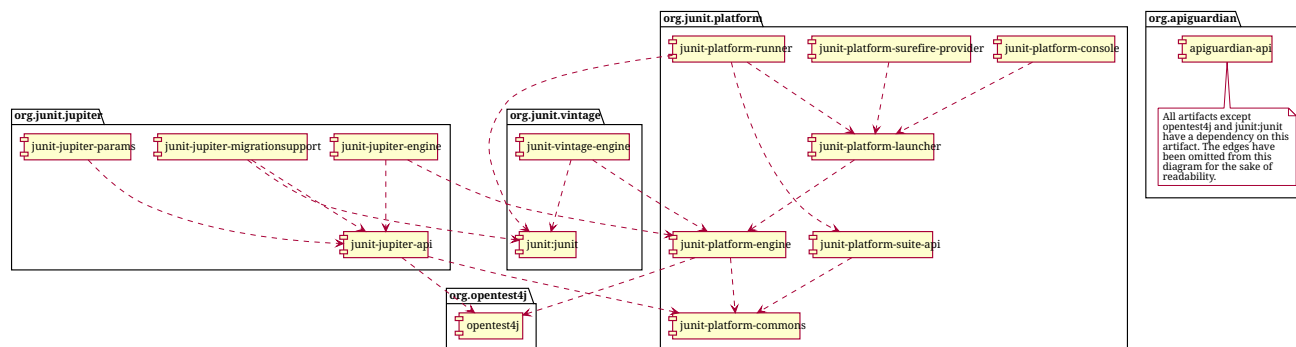 org.junit.platform
org.apiguardian
junit-platform-runner
junit-platform-surefire-provider
junit-platform-console
apiguardian-api
org.junit.jupiter
org.junit.vintage
All artifacts except
opentest4j and junit:junit
have a dependency on this
artifact. The edges have
been omitted from this
diagram for the sake of
readability.
junit-jupiter-params
junit-jupiter-migrationsupport
junit-jupiter-engine
junit-vintage-engine
junit-platform-launcher
junit-jupiter-api
junit:junit
junit-platform-engine
junit-platform-suite-api
org.opentest4j
opentest4j
junit-platform-commons